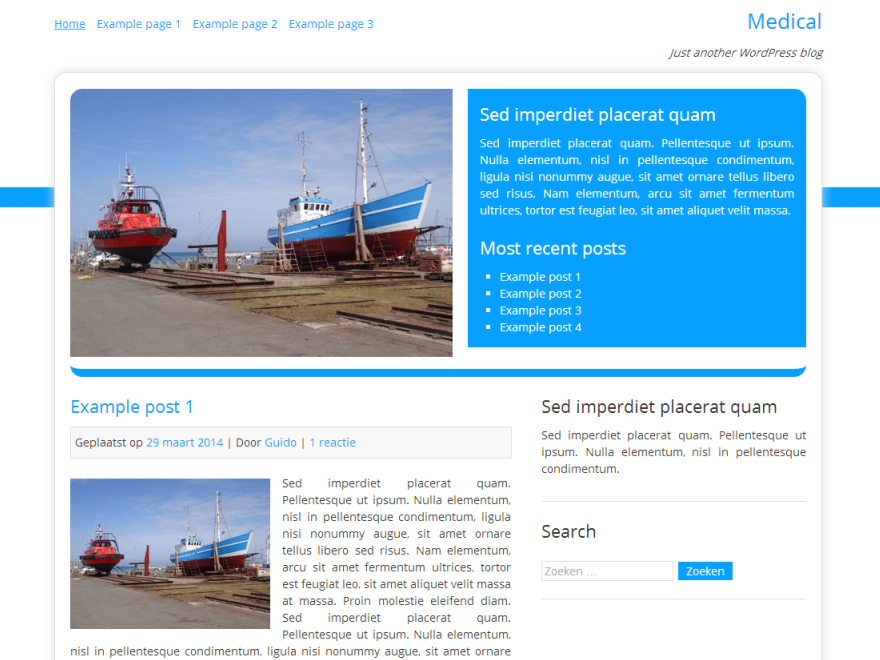 Home Example page 1 Example page 2 Example page 3
Medical
Just another WordPress blog
Sed imperdiet placerat quam
Sed imperdiet placerat quam. Pellentesque ut ipsum.
Nulla elementum, nisl in pellentesque condimentum,
ligula nisi nonummy augue, sit amet ornare tellus libero
sed risus. Nam elementum, arcu sit amet fermentum
ultrices, tortor est feugiat leo, sit amet aliquet velit massa.
Most recent posts
Example post 1
Example post 2
Example post 3
Example post 4
Example post 1
Geplaatst op 29 maart 2014 | Door Guido | 1 reactie
Sed imperdiet placerat quam.
Pellentesque ut ipsum. Nulla elementum,
nisl in pellentesque condimentum, ligula
nisi nonummy augue, sit amet ornare
tellus libero sed risus. Nam elementum,
arcu sit amet fermentum ultrices, tortor
est feugiat leo, sit amet aliquet velit massa
at massa. Proin molestie eleifend diam.
Sed imperdiet placerat quam.
Pellentesque ut ipsum. Nulla elementum,
nisl in pellentesque condimentum, ligula nisi nonummy augue, sit amet ornare
Sed imperdiet placerat quam
Sed imperdiet placerat quam. Pellentesque ut
ipsum. Nulla elementum, nisl in pellentesque
condimentum.
Search
Zoeken ... Zoeken